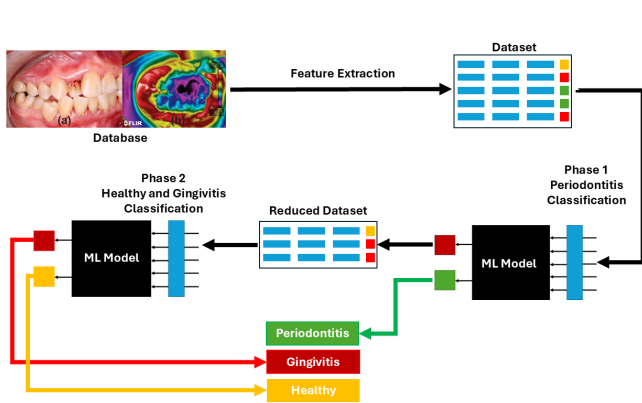 Dataset
Feature Extraction
(a)
(b)
FLIR
Database
Phase 1
Periodontitis
Classification
Phase 2
Healthy and Gingivitis
Classification
Reduced Dataset
ML Model
ML Model
Periodontitis
Gingivitis
Healthy